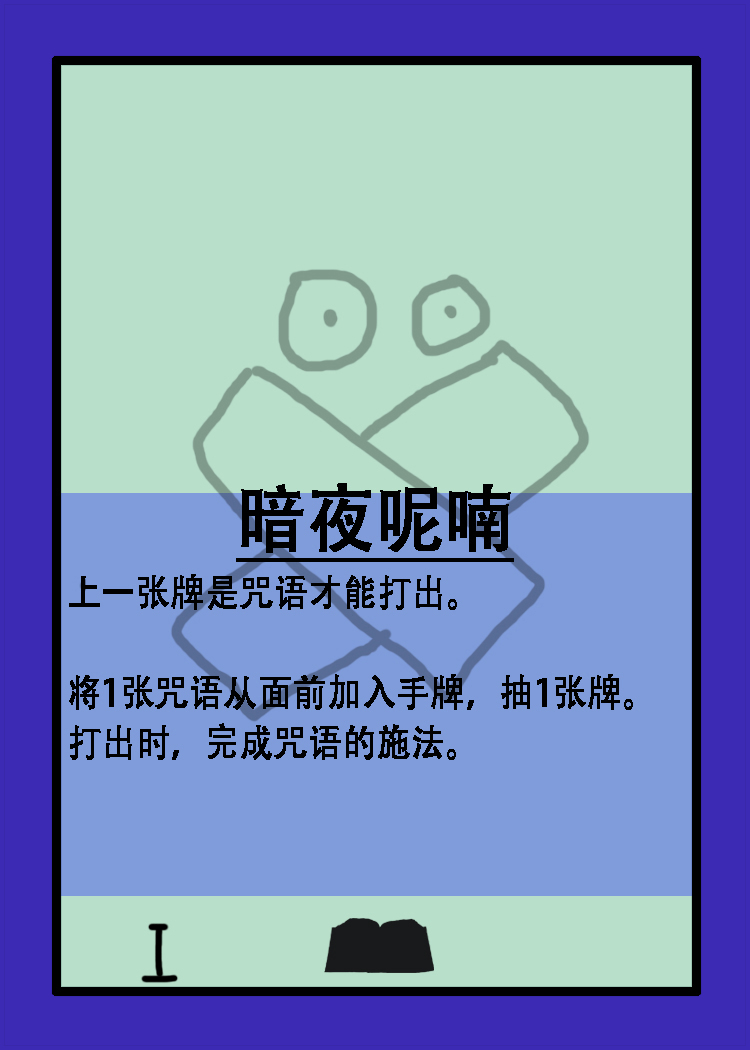 暗夜呢喃
上一张牌是咒语才能打出。
将1张咒语从面前加入手牌，抽1张牌。
打出时，完成咒语的施法。
I